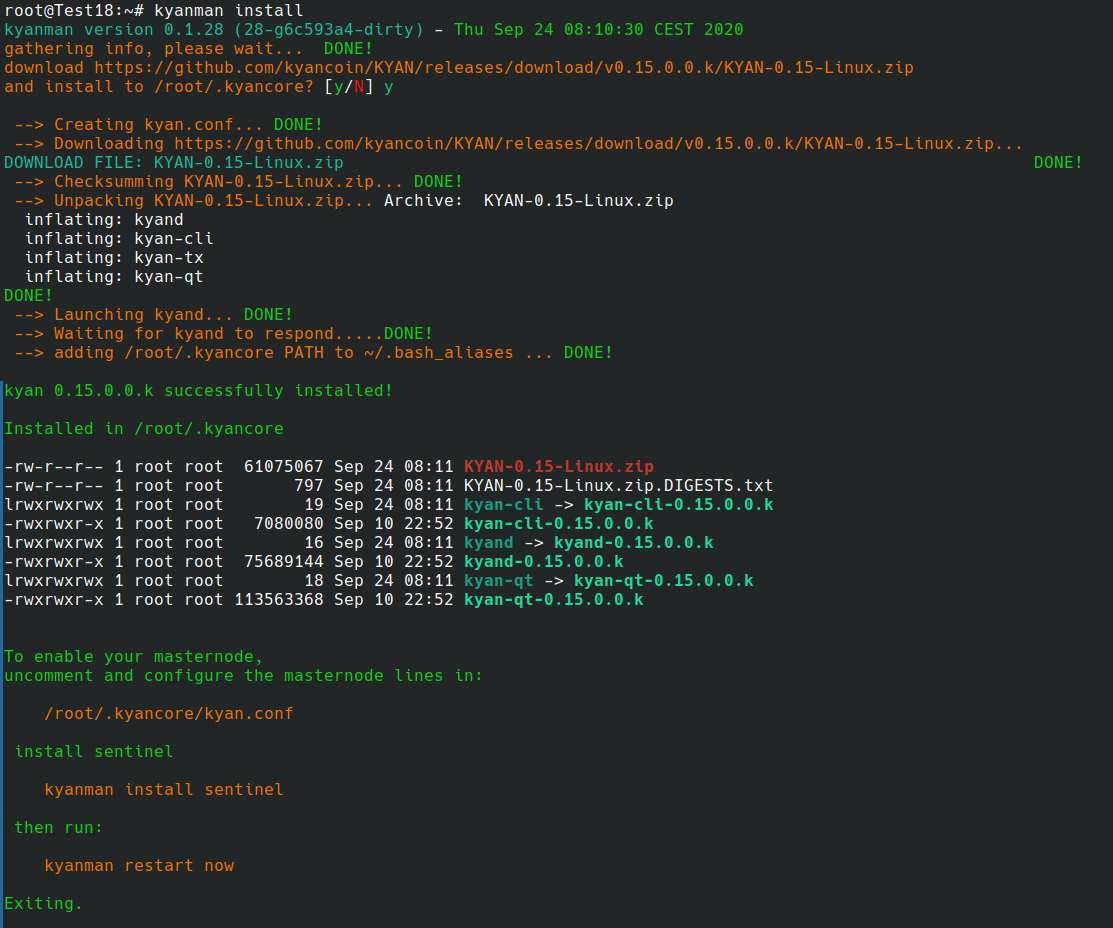 root@Test18:~# kyanman install
kyanman version 0.1.28 (28-g6c593a4-dirty) - Thu Sep 24 08:10:30 CEST 2020
gathering info, please wait...  DONE!
download https://github.com/kyancoin/KYAN/releases/download/v0.15.0.0.k/KYAN-0.15-Linux.zip
and install to /root/.kyancore? [y/N] y
--> Creating kyan.conf... DONE!
--> Downloading https://github.com/kyancoin/KYAN/releases/download/v0.15.0.0.k/KYAN-0.15-Linux.zip...
DOWNLOAD FILE: KYAN-0.15-Linux.zip DONE!
--> Checksumming KYAN-0.15-Linux.zip... DONE!
--> Unpacking KYAN-0.15-Linux.zip... Archive:  KYAN-0.15-Linux.zip
inflating: kyand
inflating: kyan-cli
inflating: kyan-tx
inflating: kyan-qt
DONE!
--> Launching kyand... DONE!
--> Waiting for kyand to respond.....DONE!
--> adding /root/.kyancore PATH to ~/.bash_aliases ... DONE!
kyan 0.15.0.0.k successfully installed!
Installed in /root/.kyancore
-rw-r--r-- 1 root root  61075067 Sep 24 08:11 KYAN-0.15-Linux.zip
-rw-r--r-- 1 root root       797 Sep 24 08:11 KYAN-0.15-Linux.zip.DIGESTS.txt
lrwxrwxrwx 1 root root        19 Sep 24 08:11 kyan-cli -> kyan-cli-0.15.0.0.k
-rwxrwxr-x 1 root root   7080080 Sep 10 22:52 kyan-cli-0.15.0.0.k
lrwxrwxrwx 1 root root        16 Sep 24 08:11 kyand -> kyand-0.15.0.0.k
-rwxrwxr-x 1 root root  75689144 Sep 10 22:52 kyand-0.15.0.0.k
lrwxrwxrwx 1 root root        18 Sep 24 08:11 kyan-qt -> kyan-qt-0.15.0.0.k
-rwxrwxr-x 1 root root 113563368 Sep 10 22:52 kyan-qt-0.15.0.0.k
To enable your masternode,
uncomment and configure the masternode lines in:
/root/.kyancore/kyan.conf
install sentinel
kyanman install sentinel
then run:
kyanman restart now
Exiting.